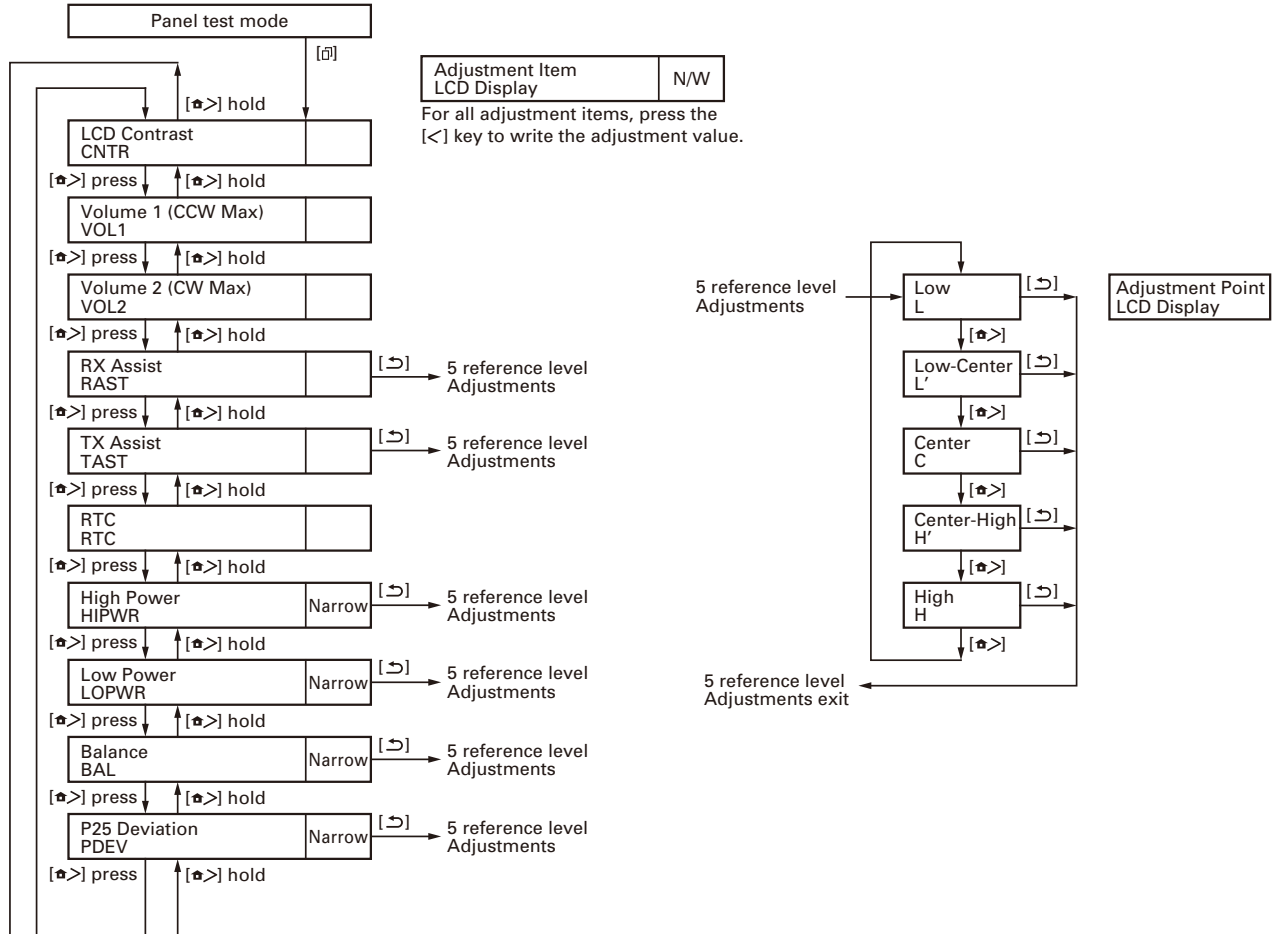 Panel test mode
[🗇]
[🏠>] hold
Adjustment Item
LCD Display
N/W
For all adjustment items, press the
[<] key to write the adjustment value.
LCD Contrast
CNTR
[🏠>] press
[🏠>] hold
Volume 1 (CCW Max)
VOL1
[🏠>] press
[🏠>] hold
Volume 2 (CW Max)
VOL2
[🏠>] press
[🏠>] hold
RX Assist
RAST
[⮌]
5 reference level
Adjustments
[🏠>] press
[🏠>] hold
TX Assist
TAST
[⮌]
5 reference level
Adjustments
[🏠>] press
[🏠>] hold
RTC
RTC
[🏠>] press
[🏠>] hold
High Power
HIPWR
Narrow
[⮌]
5 reference level
Adjustments
[🏠>] press
[🏠>] hold
Low Power
LOPWR
Narrow
[⮌]
5 reference level
Adjustments
[🏠>] press
[🏠>] hold
Balance
BAL
Narrow
[⮌]
5 reference level
Adjustments
[🏠>] press
[🏠>] hold
P25 Deviation
PDEV
Narrow
[⮌]
5 reference level
Adjustments
[🏠>] press
[🏠>] hold
5 reference level
Adjustments
Low
L
[⮌]
Adjustment Point
LCD Display
[🏠>]
Low-Center
L’
[⮌]
[🏠>]
Center
C
[⮌]
[🏠>]
Center-High
H’
[⮌]
[🏠>]
High
H
[⮌]
[🏠>]
5 reference level
Adjustments exit